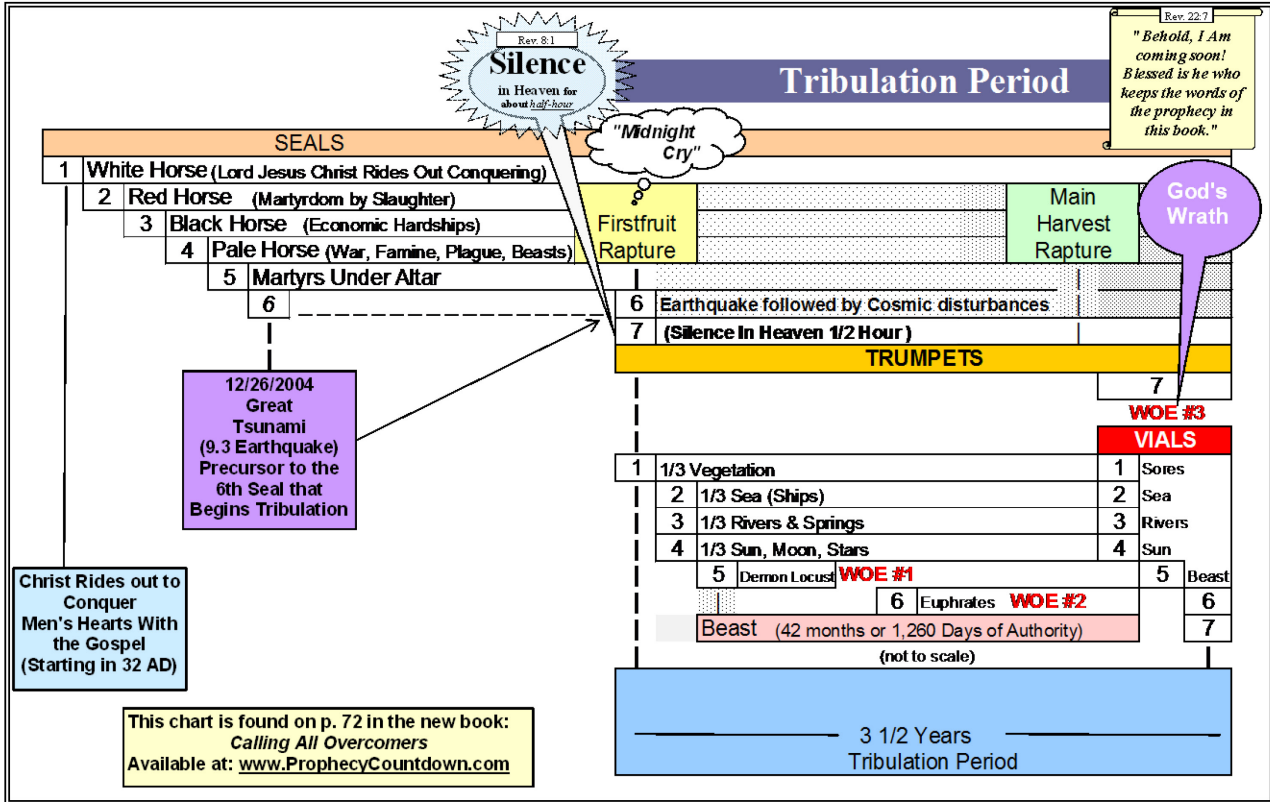 Rev. 8:1
Silence
in Heaven for
about half-hour
Tribulation Period
Rev. 22:7
"Behold, I Am
coming soon!
Blessed is he who
keeps the words of
the prophecy in
this book."
"Midnight
Cry"
SEALS
1 White Horse (Lord Jesus Christ Rides Out Conquering)
2 Red Horse (Martyrdom by Slaughter)
3 Black Horse (Economic Hardships)
4 Pale Horse (War, Famine, Plague, Beasts)
5 Martyrs Under Altar
6
Firstfruit
Rapture
Main
Harvest
Rapture
God's
Wrath
6 Earthquake followed by Cosmic disturbances
7 (Silence In Heaven 1/2 Hour )
TRUMPETS
7
WOE #3
VIALS
12/26/2004
Great
Tsunami
(9.3 Earthquake)
Precursor to the
6th Seal that
Begins Tribulation
1 1/3 Vegetation
2 1/3 Sea (Ships)
3 1/3 Rivers & Springs
4 1/3 Sun, Moon, Stars
5 Demon Locust WOE #1
6 Euphrates WOE #2
1 Sores
2 Sea
3 Rivers
4 Sun
5 Beast
6
7
Beast (42 months or 1,260 Days of Authority)
(not to scale)
Christ Rides out to
Conquer
Men's Hearts With
the Gospel
(Starting in 32 AD)
3 1/2 Years
Tribulation Period
This chart is found on p. 72 in the new book:
Calling All Overcomers
Available at: www.ProphecyCountdown.com